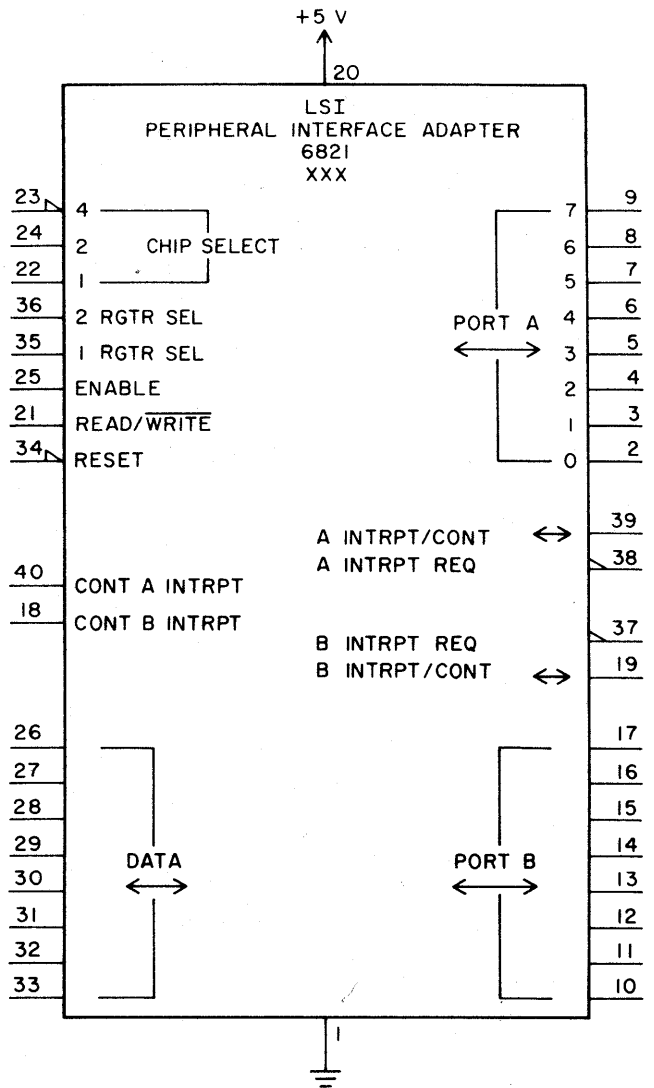 +5 V
20
LSI
PERIPHERAL INTERFACE ADAPTER
6821
XXX
23 4
24 2 CHIP SELECT
22 1
36 2 RGTR SEL
35 1 RGTR SEL
25 ENABLE
21 READ/WRITE
34 RESET
7 9
6 8
5 7
PORT A
4 6
3 5
2 4
1 3
0 2
A INTRPT/CONT 39
A INTRPT REQ 38
40 CONT A INTRPT
18 CONT B INTRPT
B INTRPT REQ 37
B INTRPT/CONT 19
26
27
28
29
DATA
30
31
32
33
17
16
15
14
PORT B
13
12
11
10
1